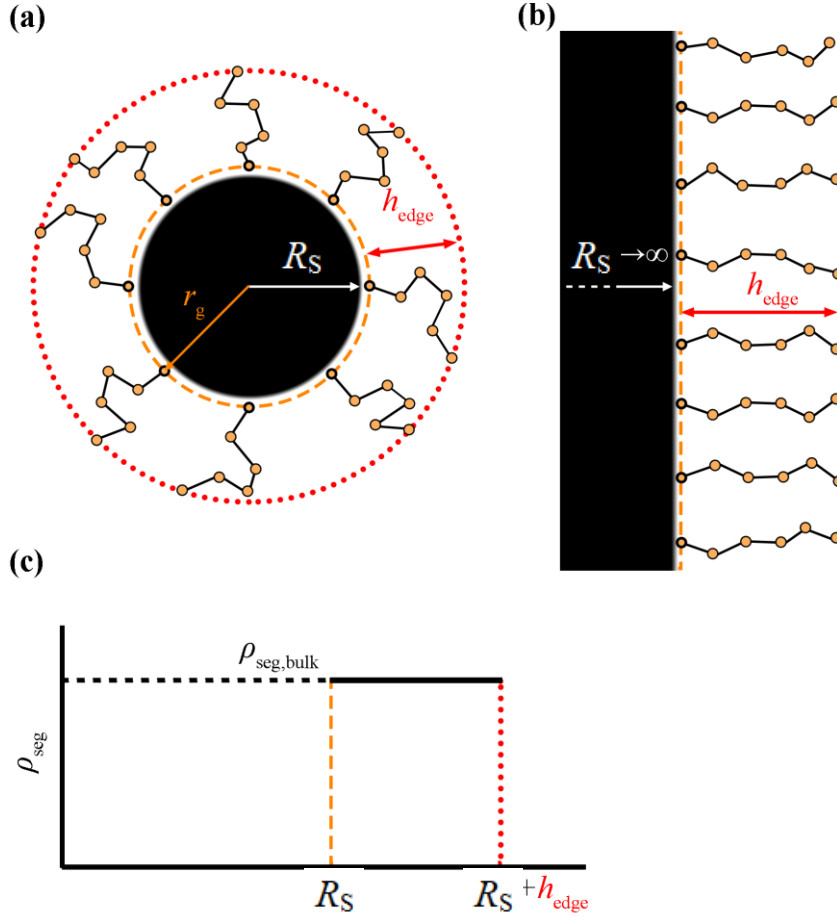 (a)
h_edge
R_S
r_g
(b)
R_S →∞
h_edge
(c)
ρ_seg,bulk
ρ_seg
R_S
R_S +h_edge